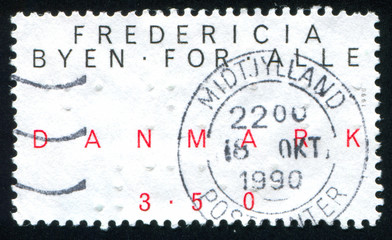 FREDERICIA
BYEN · FOR · ALLE
DANMARK
3 · 50
MIDTJYLLAND
2200
18 OKT.
1990
POSTCENTER